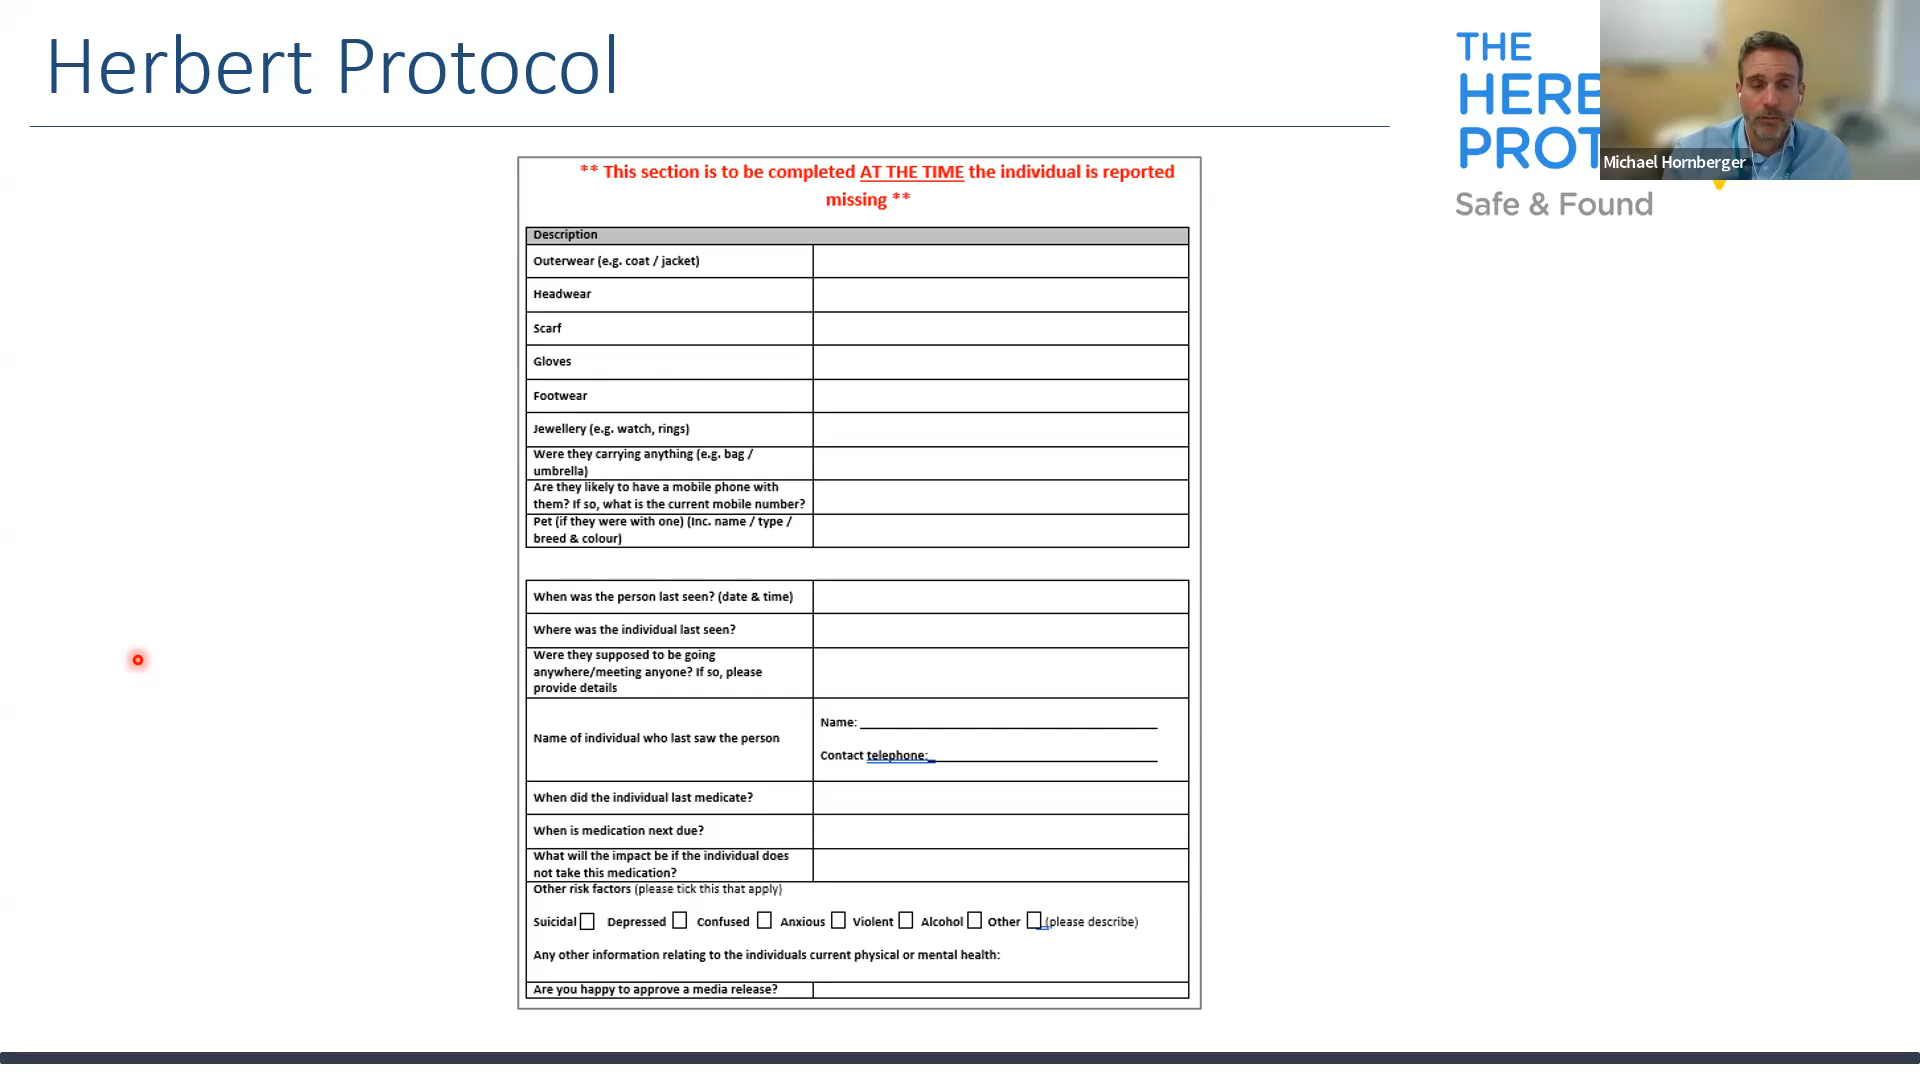 Herbert Protocol
THE
HERB
PROT
Safe & Found
Michael Hornberger
** This section is to be completed AT THE TIME the individual is reported
missing **
Description
Outerwear (e.g. coat / jacket)
Headwear
Scarf
Gloves
Footwear
Jewellery (e.g. watch, rings)
Were they carrying anything (e.g. bag /
umbrella)
Are they likely to have a mobile phone with
them? If so, what is the current mobile number?
Pet (if they were with one) (Inc. name / type /
breed & colour)
When was the person last seen? (date & time)
Where was the individual last seen?
Were they supposed to be going
anywhere/meeting anyone? If so, please
provide details
Name of individual who last saw the person
Name:
Contact telephone:
When did the individual last medicate?
When is medication next due?
What will the impact be if the individual does
not take this medication?
Other risk factors (please tick this that apply)
Suicidal Depressed Confused Anxious Violent Alcohol Other (please describe)
Any other information relating to the individuals current physical or mental health:
Are you happy to approve a media release?